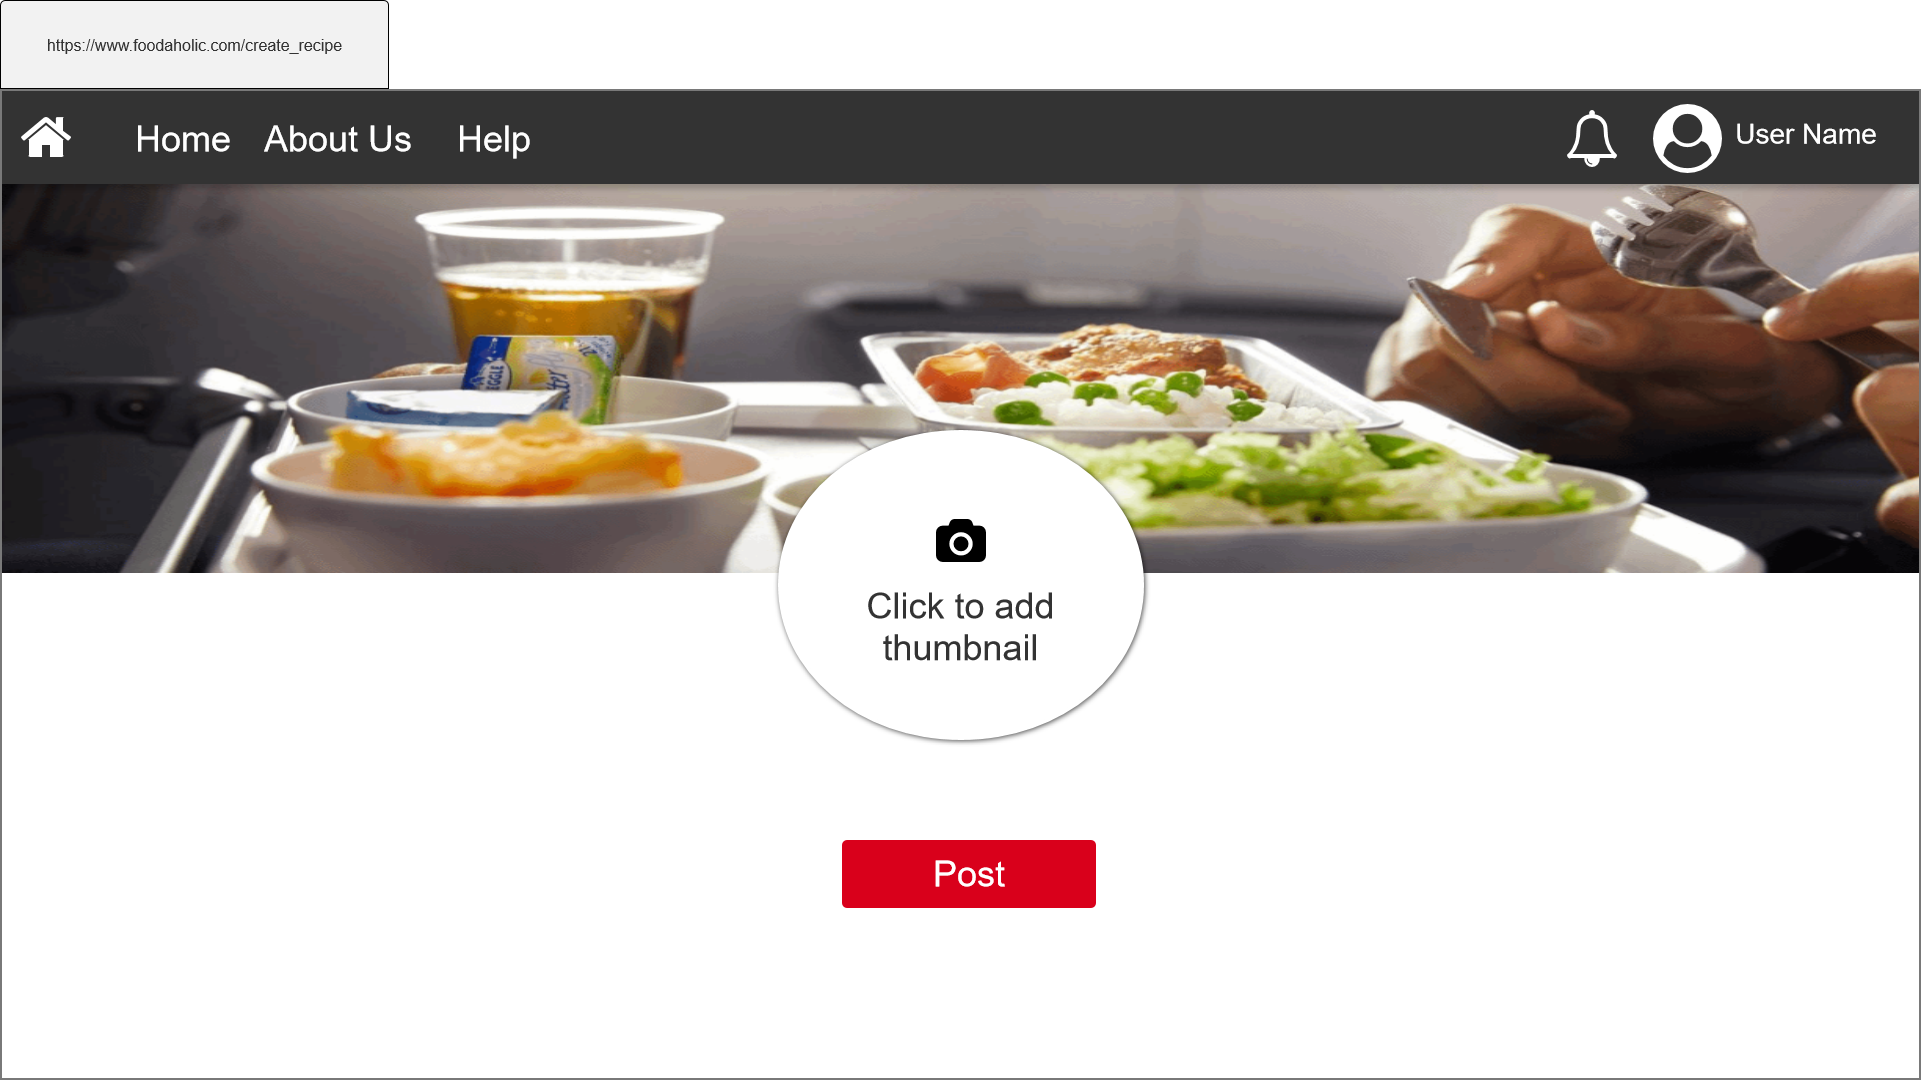 https://www.foodaholic.com/create_recipe
Home About Us Help
User Name
Click to add
thumbnail
Post